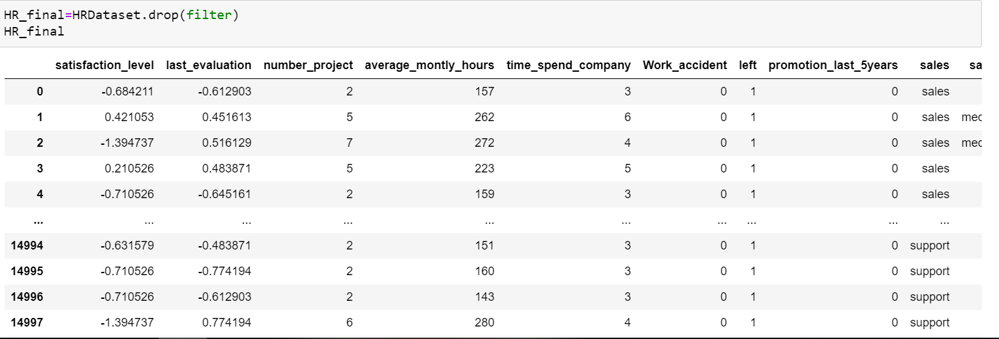 HR_final=HRDataset.drop(filter)
HR_final
satisfaction_level last_evaluation number_project average_montly_hours time_spend_company Work_accident left promotion_last_5years sales sa
0 -0.684211 -0.612903 2 157 3 0 1 0 sales
1 0.421053 0.451613 5 262 6 0 1 0 sales med
2 -1.394737 0.516129 7 272 4 0 1 0 sales med
3 0.210526 0.483871 5 223 5 0 1 0 sales
4 -0.710526 -0.645161 2 159 3 0 1 0 sales
... ... ... ... ... ... ... ... ... ...
14994 -0.631579 -0.483871 2 151 3 0 1 0 support
14995 -0.710526 -0.774194 2 160 3 0 1 0 support
14996 -0.710526 -0.612903 2 143 3 0 1 0 support
14997 -1.394737 0.774194 6 280 4 0 1 0 support